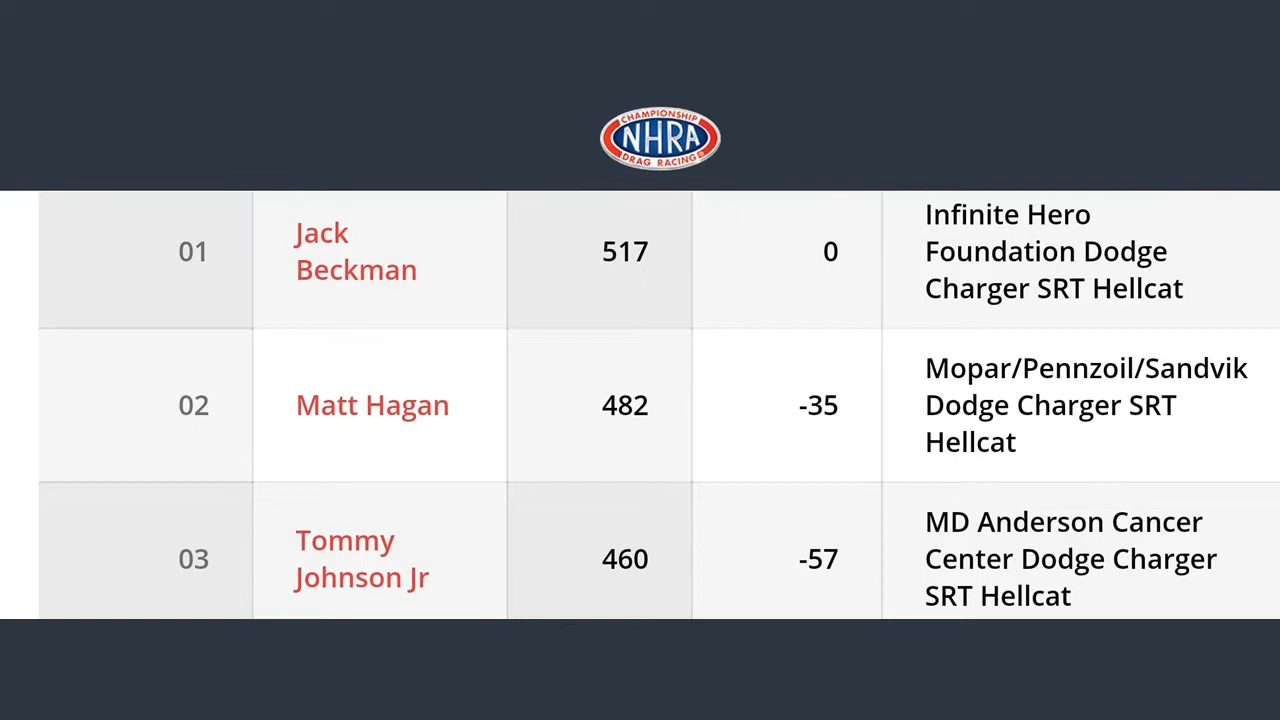 CHAMPIONSHIP
NHRA
DRAG RACING
01
Jack
Beckman
517
0
Infinite Hero
Foundation Dodge
Charger SRT Hellcat
02
Matt Hagan
482
-35
Mopar/Pennzoil/Sandvik
Dodge Charger SRT
Hellcat
03
Tommy
Johnson Jr
460
-57
MD Anderson Cancer
Center Dodge Charger
SRT Hellcat